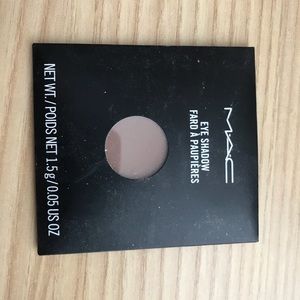 MAC
EYE SHADOW
FARD À PAUPIÈRES
NET WT. / POIDS NET 1.5 g / 0.05 US OZ